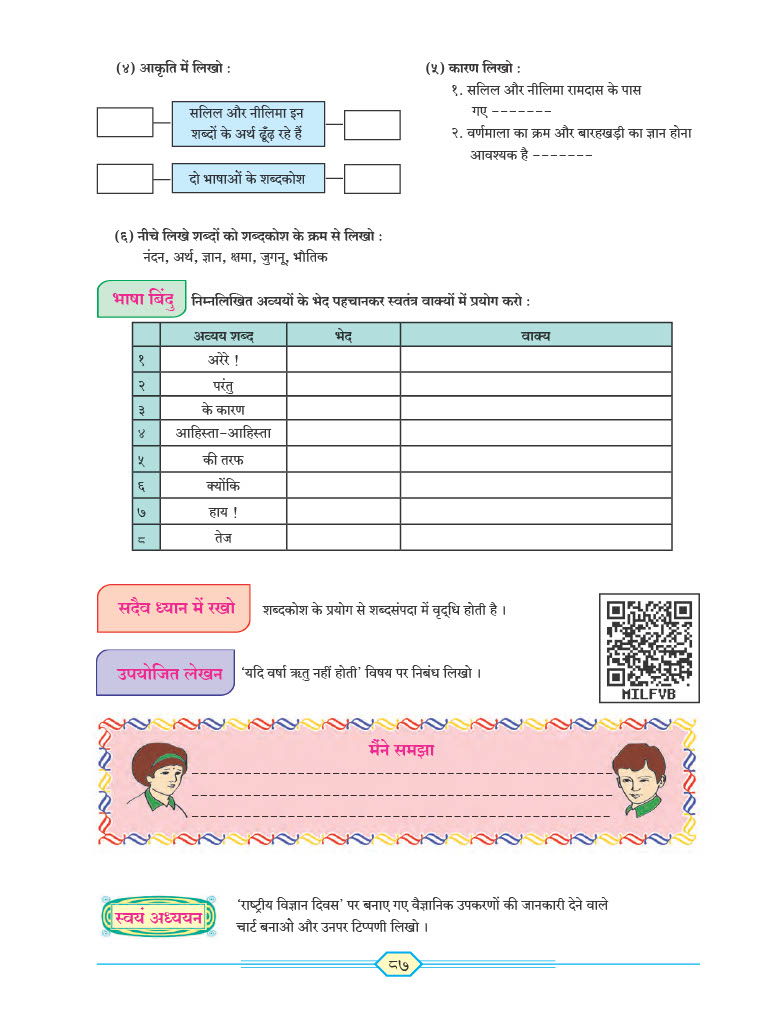 (४) आकृति में लिखो :
सलिल और नीलिमा इन
शब्दों के अर्थ ढूँढ़ रहे हैं
दो भाषाओं के शब्दकोश
(५) कारण लिखो :
१. सलिल और नीलिमा रामदास के पास
गए -------
२. वर्णमाला का क्रम और बारहखड़ी का ज्ञान होना
आवश्यक है -------
(६) नीचे लिखे शब्दों को शब्दकोश के क्रम से लिखो :
नंदन, अर्थ, ज्ञान, क्षमा, जुगनू, भौतिक
भाषा बिंदु निम्नलिखित अव्ययों के भेद पहचानकर स्वतंत्र वाक्यों में प्रयोग करो :
अव्यय शब्द भेद वाक्य
१ अरेरे !
२ परंतु
३ के कारण
४ आहिस्ता-आहिस्ता
५ की तरफ
६ क्योंकि
७ हाय !
८ तेज
सदैव ध्यान में रखो शब्दकोश के प्रयोग से शब्दसंपदा में वृद्‌धि होती है ।
उपयोजित लेखन ‘यदि वर्षा ऋतु नहीं होती’ विषय पर निबंध लिखो ।
MILFVB
मैंने समझा
स्वयं अध्ययन ‘राष्ट्रीय विज्ञान दिवस’ पर बनाए गए वैज्ञानिक उपकरणों की जानकारी देने वाले
चार्ट बनाओ और उनपर टिप्पणी लिखो ।
८७